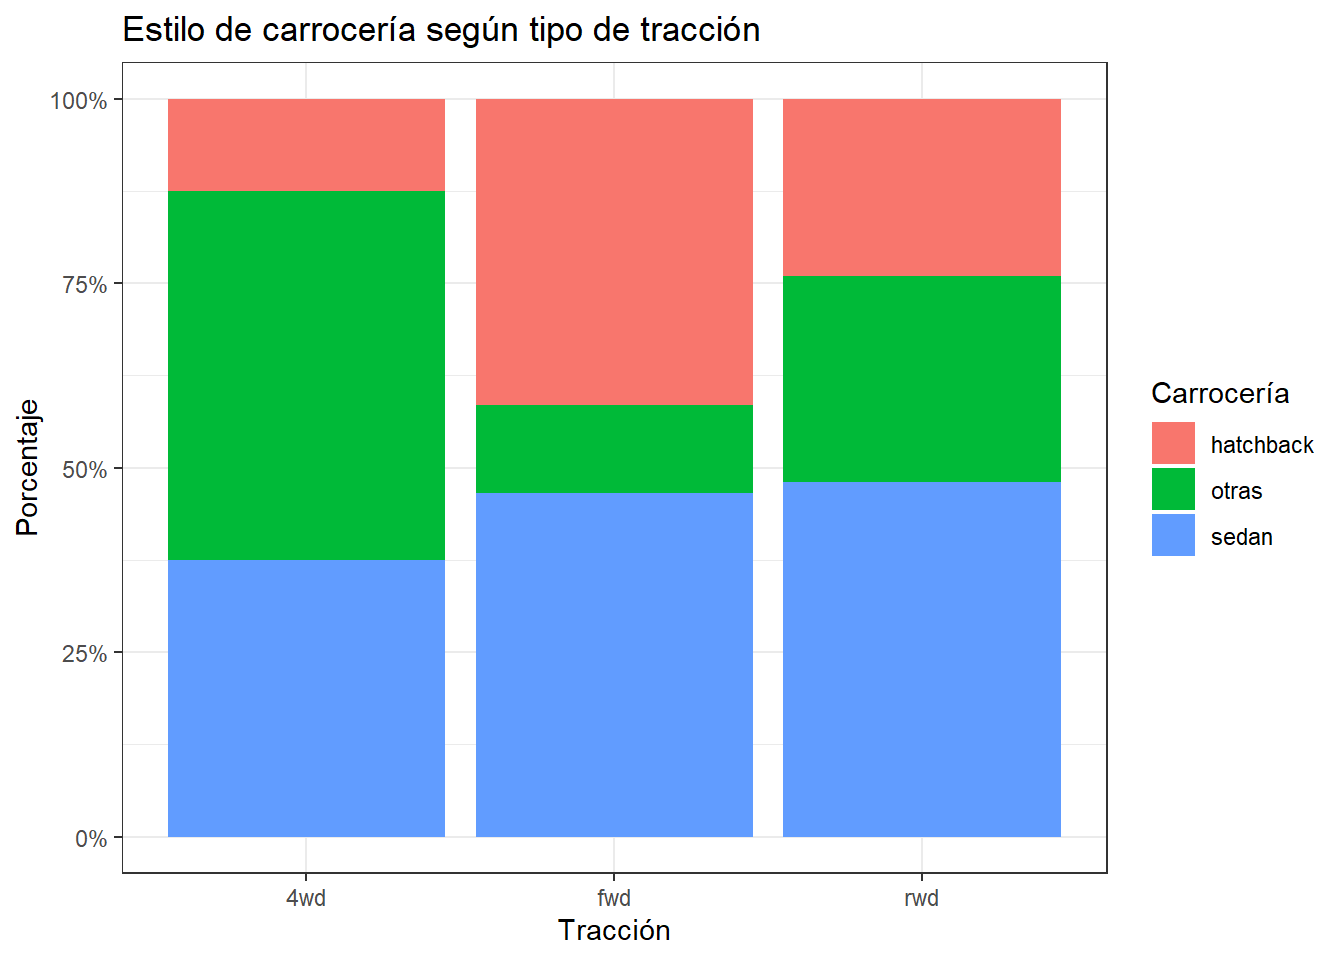 Estilo de carrocería según tipo de tracción
Porcentaje
100%
75%
50%
25%
0%
4wd
fwd
rwd
Tracción
Carrocería
hatchback
otras
sedan